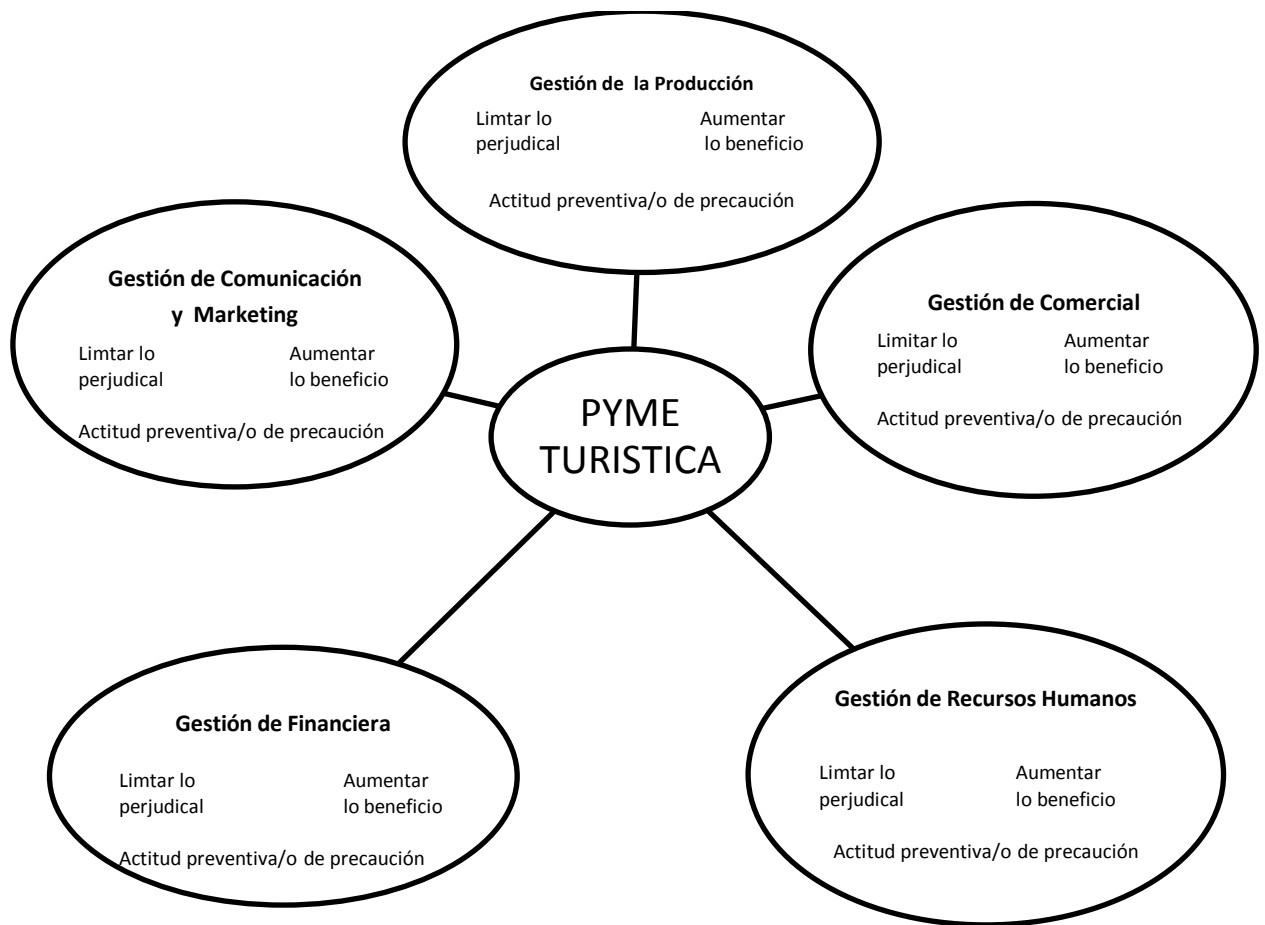 Gestión de  la Producción
Limtar lo
perjudical
Aumentar
lo beneficio
Actitud preventiva/o de precaución
Gestión de Comunicación
y  Marketing
Limtar lo
perjudical
Aumentar
lo beneficio
Actitud preventiva/o de precaución
Gestión de Comercial
Limitar lo
perjudical
Aumentar
lo beneficio
Actitud preventiva/o de precaución
PYME
TURISTICA
Gestión de Financiera
Limtar lo
perjudical
Aumentar
lo beneficio
Actitud preventiva/o de precaución
Gestión de Recursos Humanos
Limtar lo
perjudical
Aumentar
lo beneficio
Actitud preventiva/o de precaución